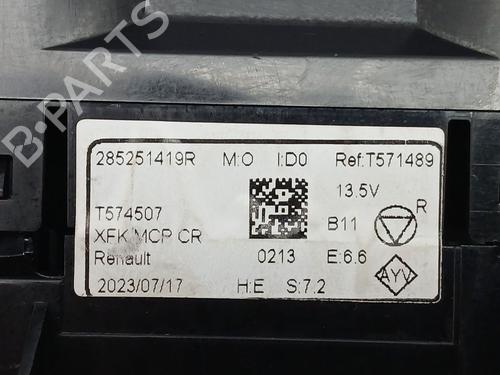 285251419R M:O I:D0 Ref:T571489
13.5V
T574507 B11 R
XFK MCP CR
Renault 0213 E:6.6
AYV
2023/07/17 H:E S:7.2
B-PARTS